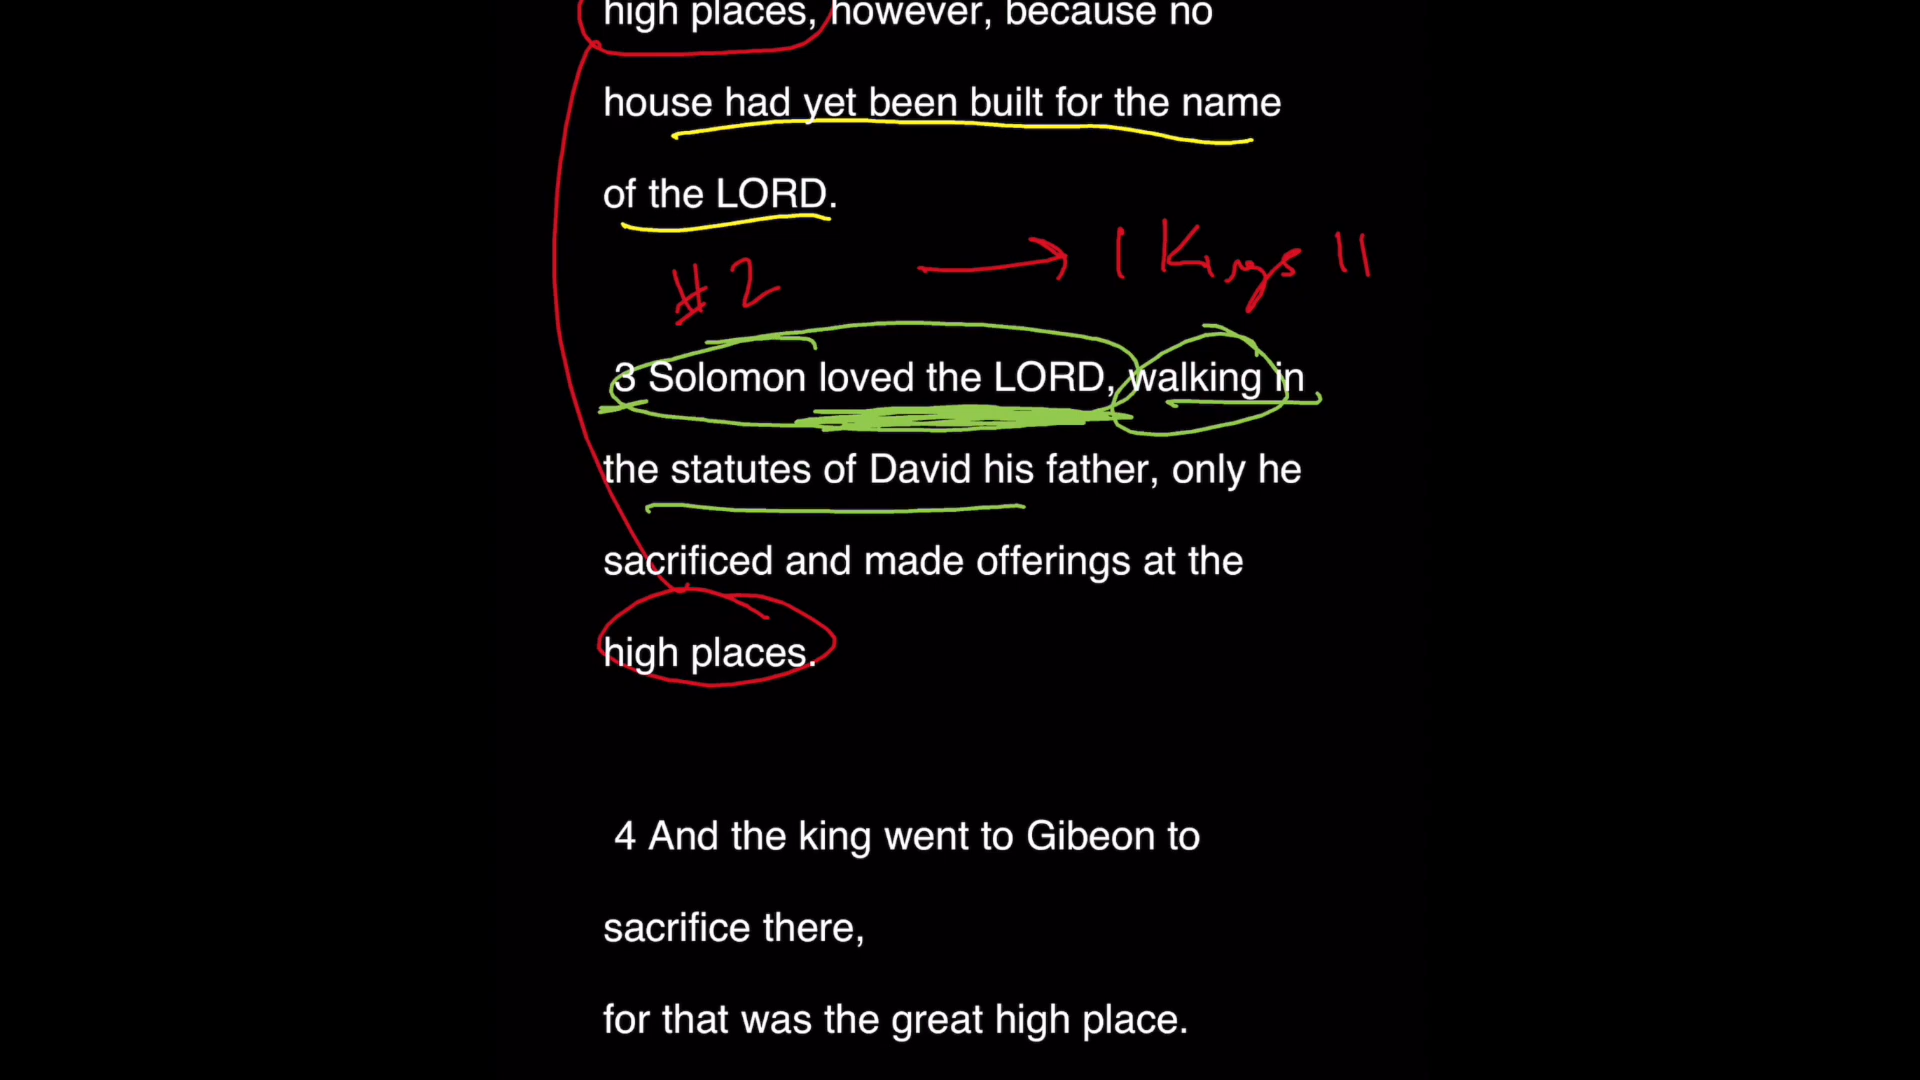 high places, however, because no
house had yet been built for the name
of the LORD.
#2 → 1 Kings 11
3 Solomon loved the LORD, walking in
the statutes of David his father, only he
sacrificed and made offerings at the
high places.
4 And the king went to Gibeon to
sacrifice there,
for that was the great high place.